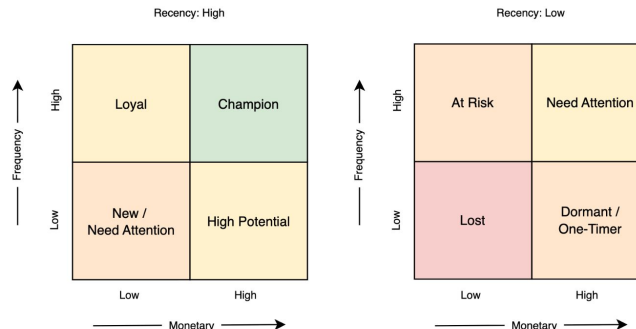 Recency: High
Recency: Low
High
Loyal
Champion
Frequency
Low
New /
Need Attention
High Potential
Low
High
Monetary
High
At Risk
Need Attention
Frequency
Low
Lost
Dormant /
One-Timer
Low
High
Monetary